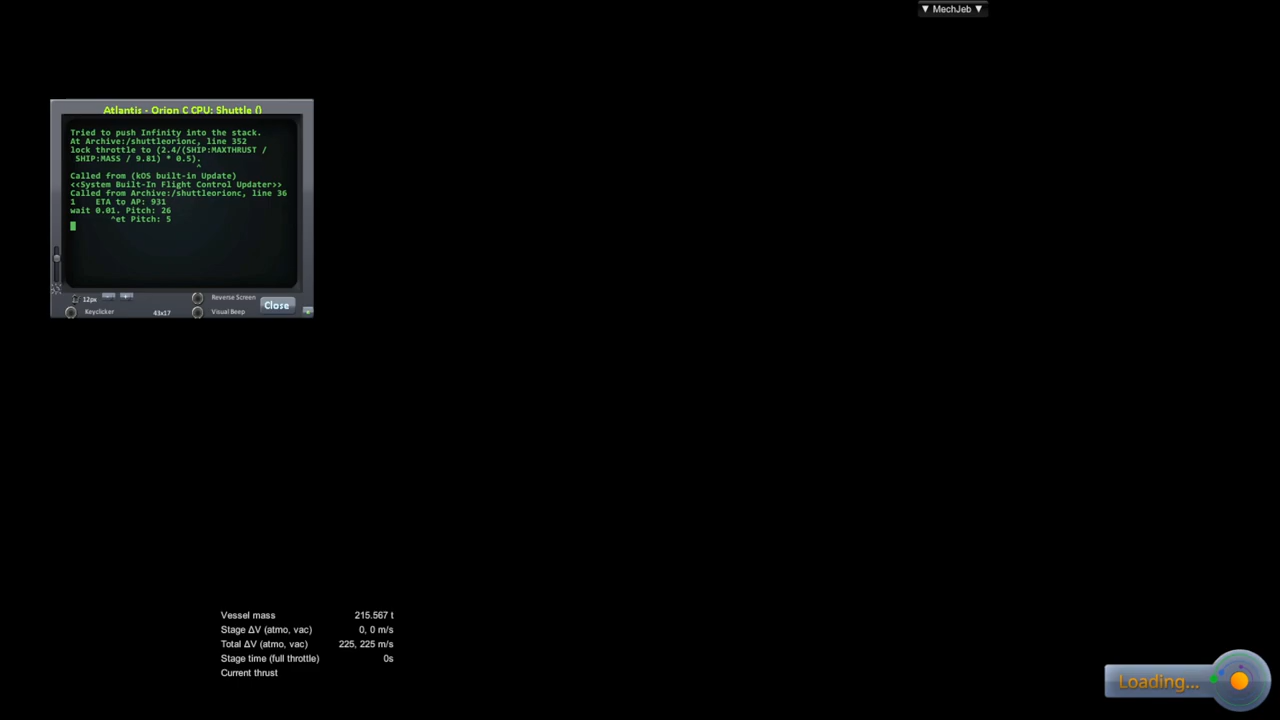 ▼ MechJeb ▼
Atlantis - Orion C CPU: Shuttle ()
Tried to push Infinity into the stack.
At Archive:/shuttleorionc, line 352
lock throttle to (2.4/(SHIP:MAXTHRUST /
SHIP:MASS / 9.81) * 0.5).
^
Called from (kOS built-in Update)
<<System Built-In Flight Control Updater>>
Called from Archive:/shuttleorionc, line 36
1 ETA to AP: 931
wait 0.01. Pitch: 26
^et Pitch: 5
12px
Reverse Screen
Close
Keyclicker
43x17
Visual Beep
Vessel mass 215.567 t
Stage ΔV (atmo, vac) 0, 0 m/s
Total ΔV (atmo, vac) 225, 225 m/s
Stage time (full throttle) 0s
Current thrust
Loading...